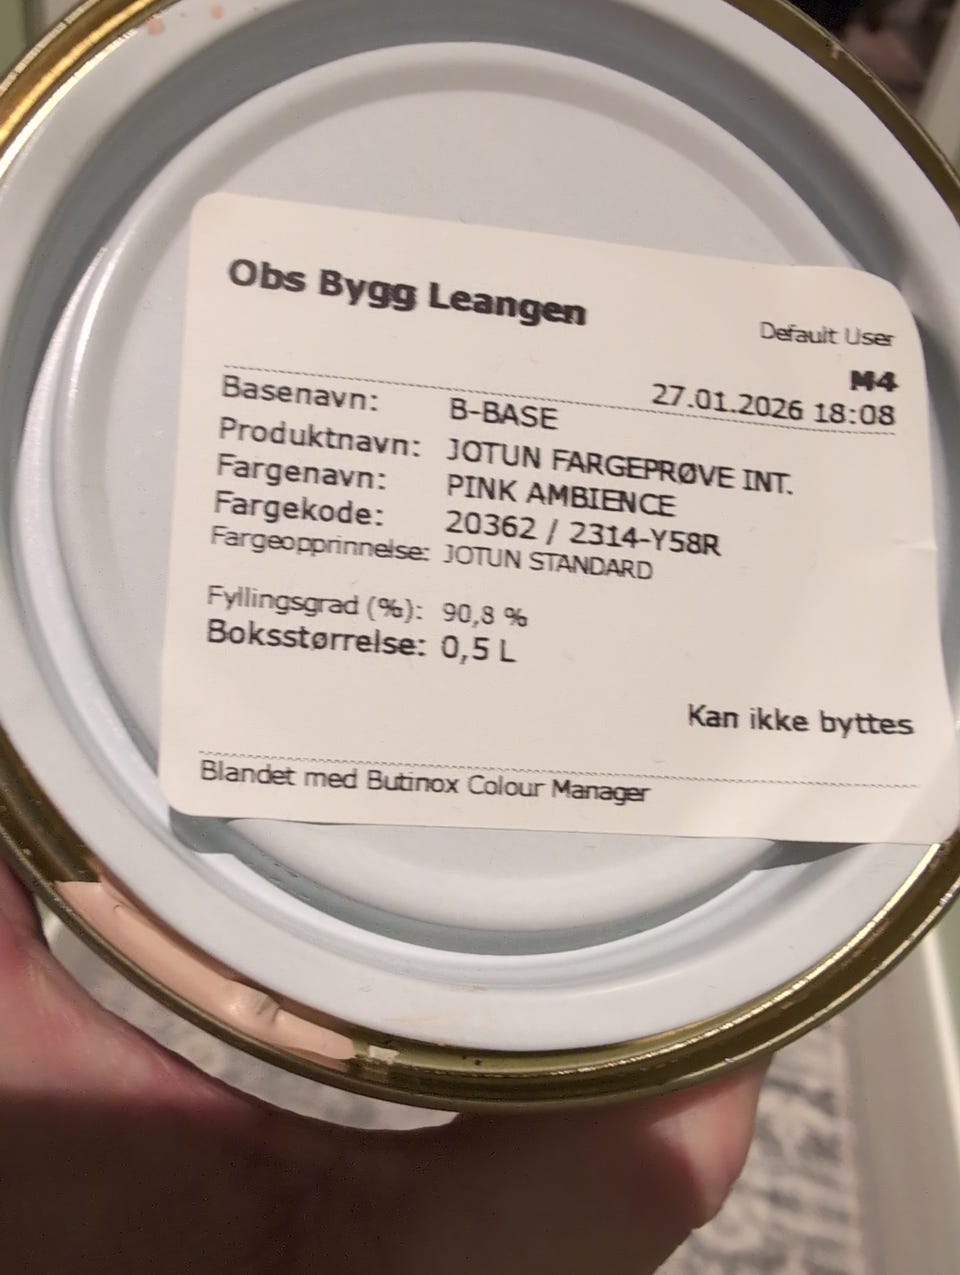 Obs Bygg Leangen
Default User
M4
27.01.2026 18:08
Basenavn: B-BASE
Produktnavn: JOTUN FARGEPRØVE INT.
Fargenavn: PINK AMBIENCE
Fargekode: 20362 / 2314-Y58R
Fargeopprinnelse: JOTUN STANDARD
Fyllingsgrad (%): 90,8 %
Boksstørrelse: 0,5 L
Kan ikke byttes
Blandet med Butinox Colour Manager